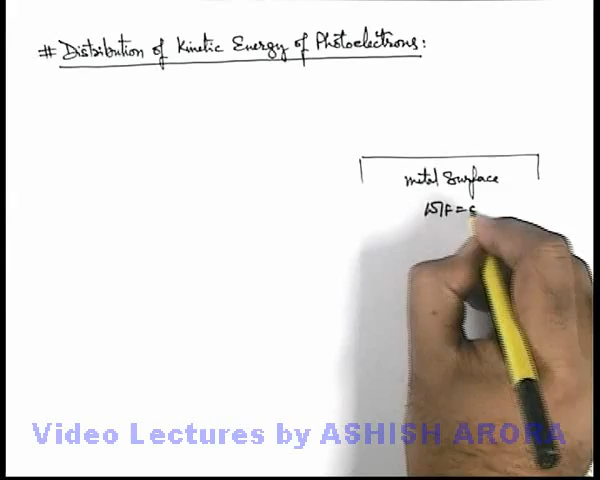 # Distribution of Kinetic Energy of Photoelectrons:
Metal Surface
W/F =
Video Lectures by ASHISH ARORA